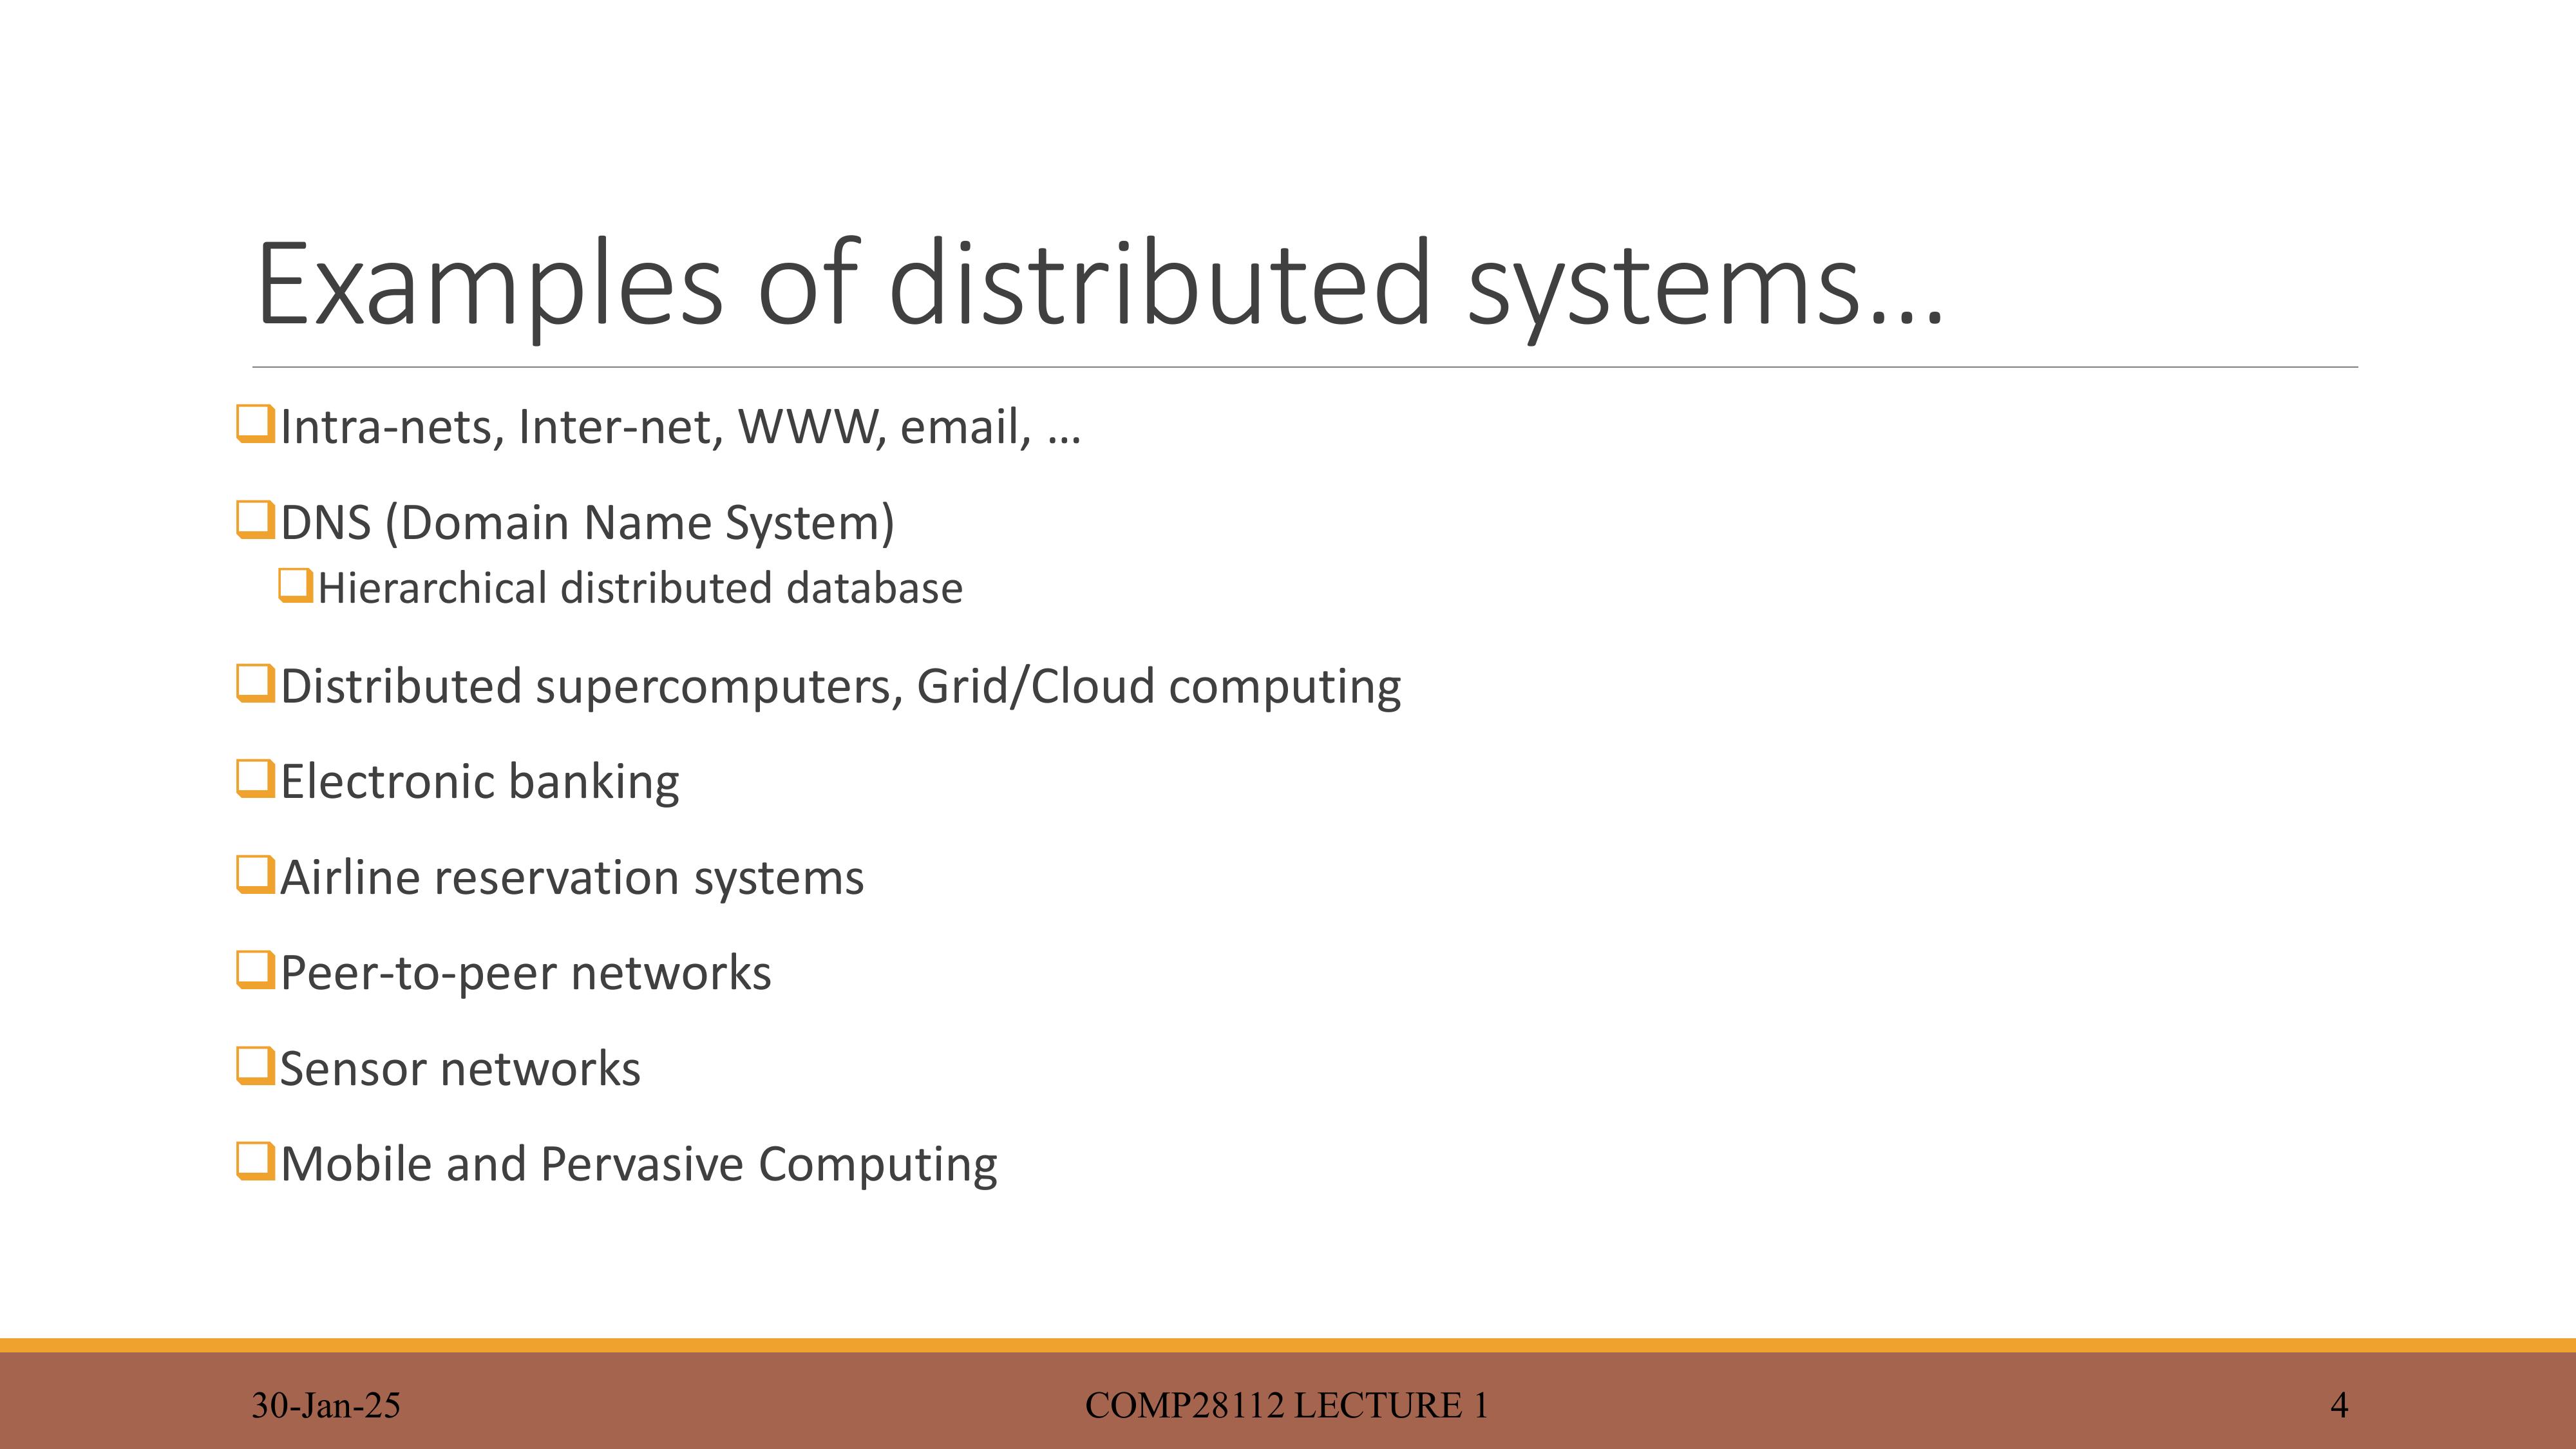 Examples of distributed systems…
Intra-nets, Inter-net, WWW, email, …
DNS (Domain Name System)
Hierarchical distributed database
Distributed supercomputers, Grid/Cloud computing
Electronic banking
Airline reservation systems
Peer-to-peer networks
Sensor networks
Mobile and Pervasive Computing
30-Jan-25
COMP28112 LECTURE 1
4